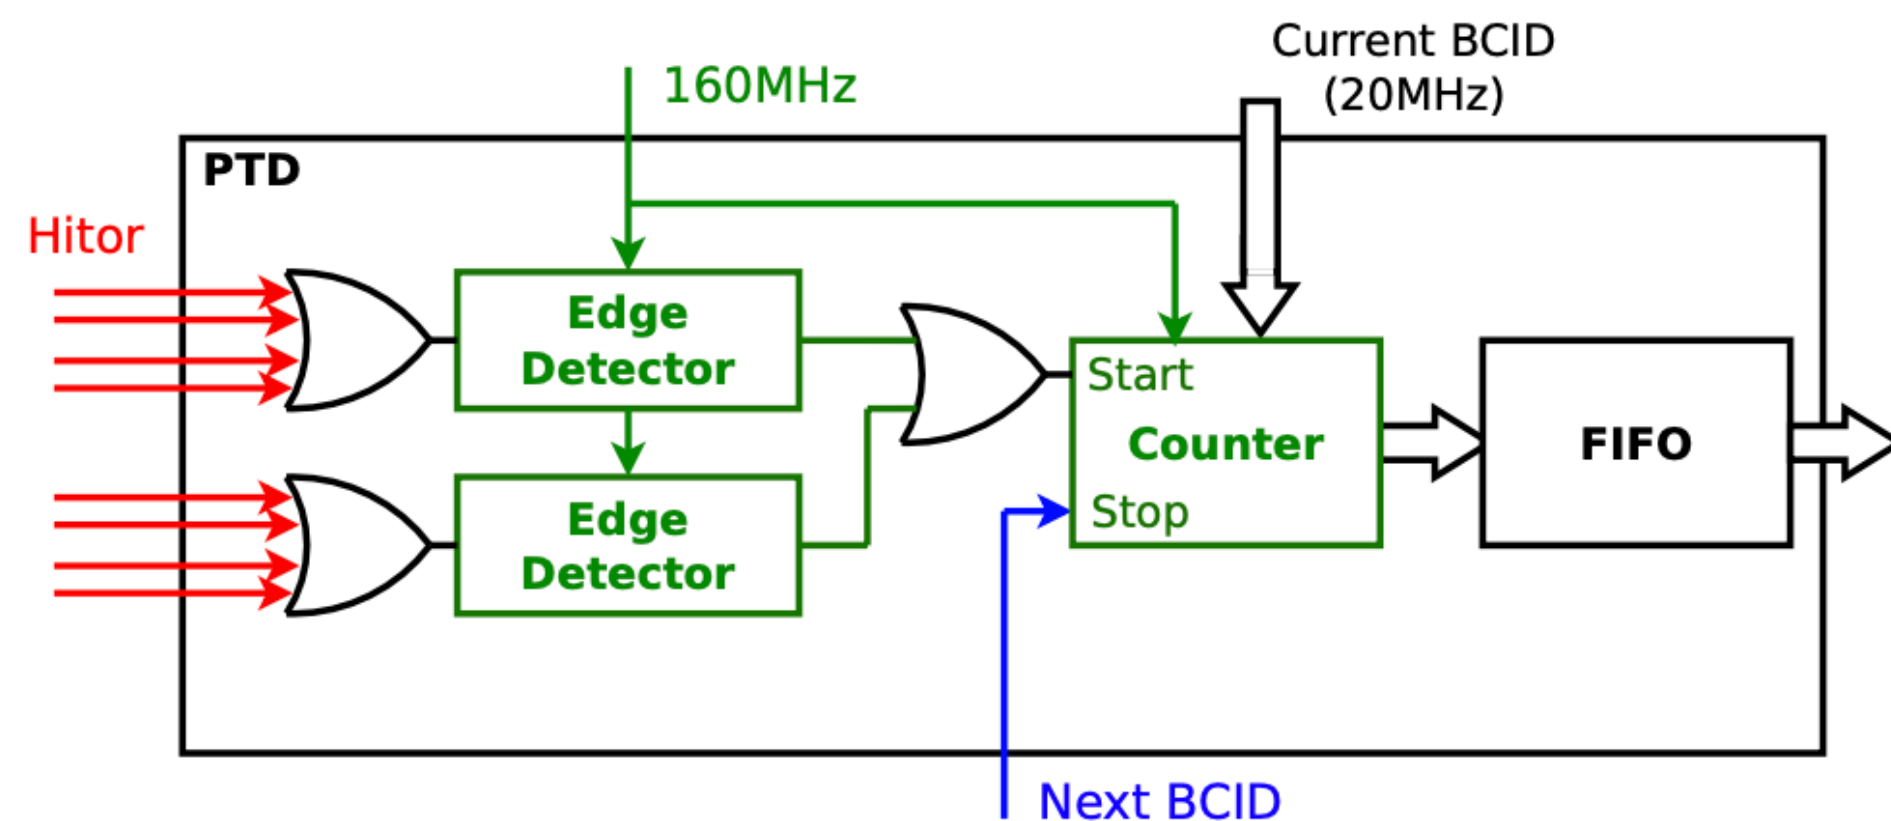 Current BCID
(20MHz)
160MHz
PTD
Hitor
Edge
Detector
Start
Counter
Stop
FIFO
Edge
Detector
Next BCID